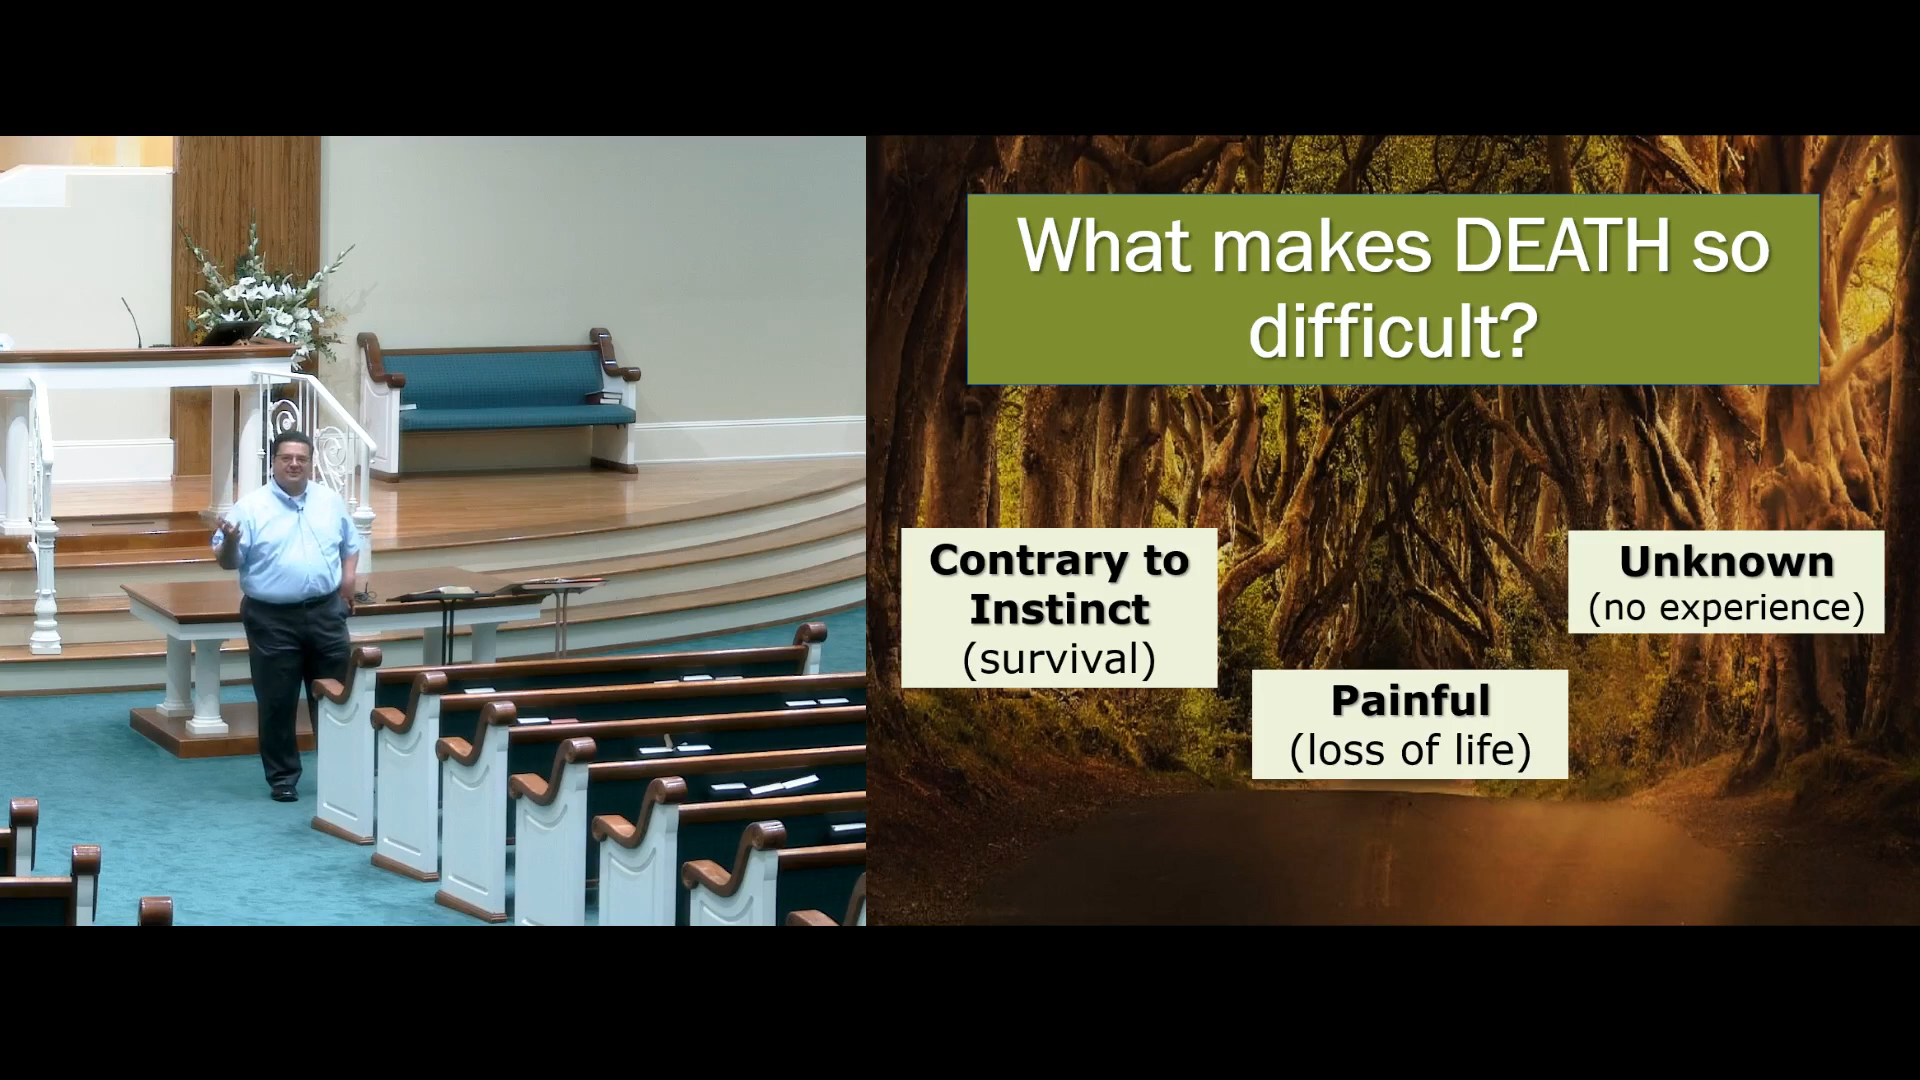 What makes DEATH so
difficult?
Contrary to
Instinct
(survival)
Painful
(loss of life)
Unknown
(no experience)